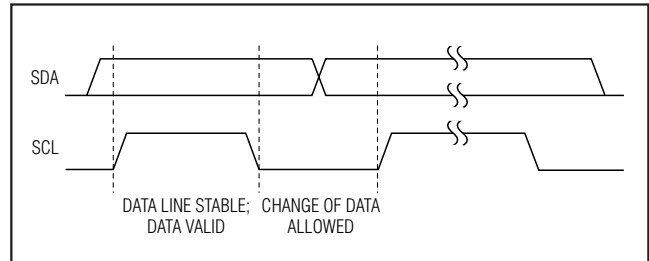 SDA
SCL
DATA LINE STABLE;
DATA VALID
CHANGE OF DATA
ALLOWED